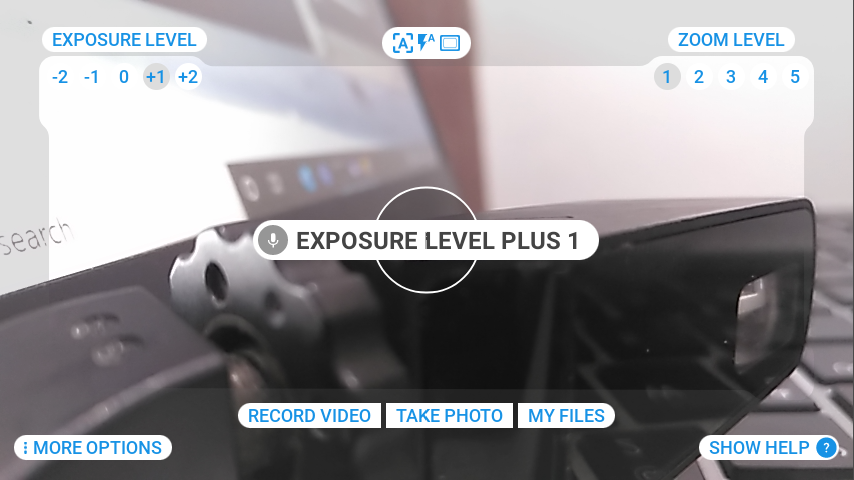 EXPOSURE LEVEL
-2 -1 0 +1 +2
A A
ZOOM LEVEL
1 2 3 4 5
search
EXPOSURE LEVEL PLUS 1
RECORD VIDEO TAKE PHOTO MY FILES
MORE OPTIONS
SHOW HELP ?